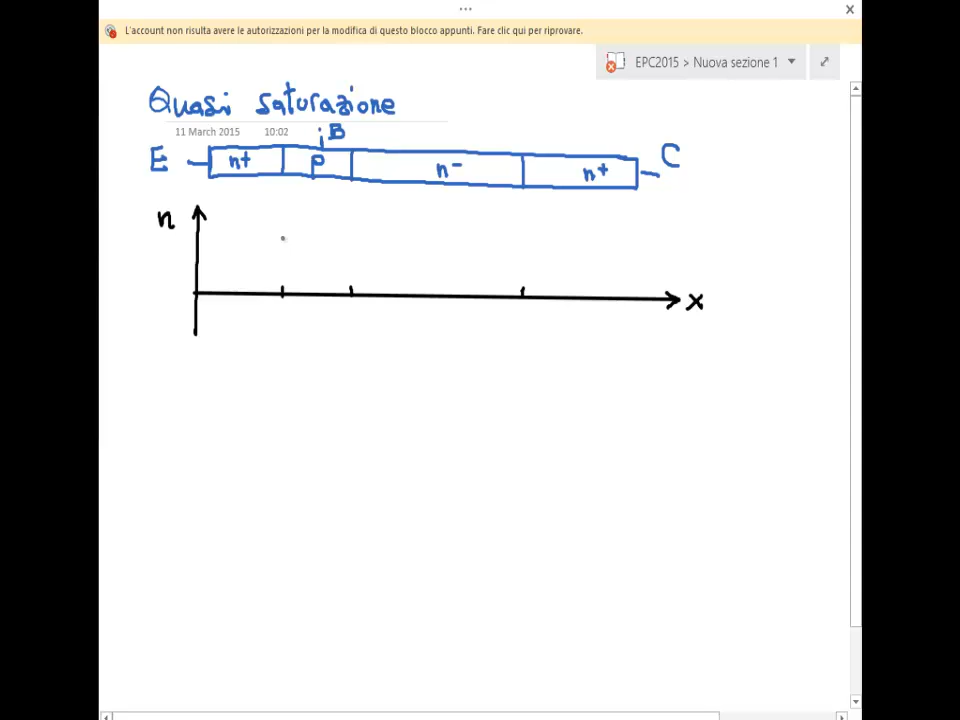 L'account non risulta avere le autorizzazioni per la modifica di questo blocco appunti. Fare clic qui per riprovare.
EPC2015 > Nuova sezione 1
Quasi saturazione
11 March 2015 10:02
B
E n+ p n- n+ C
n
x